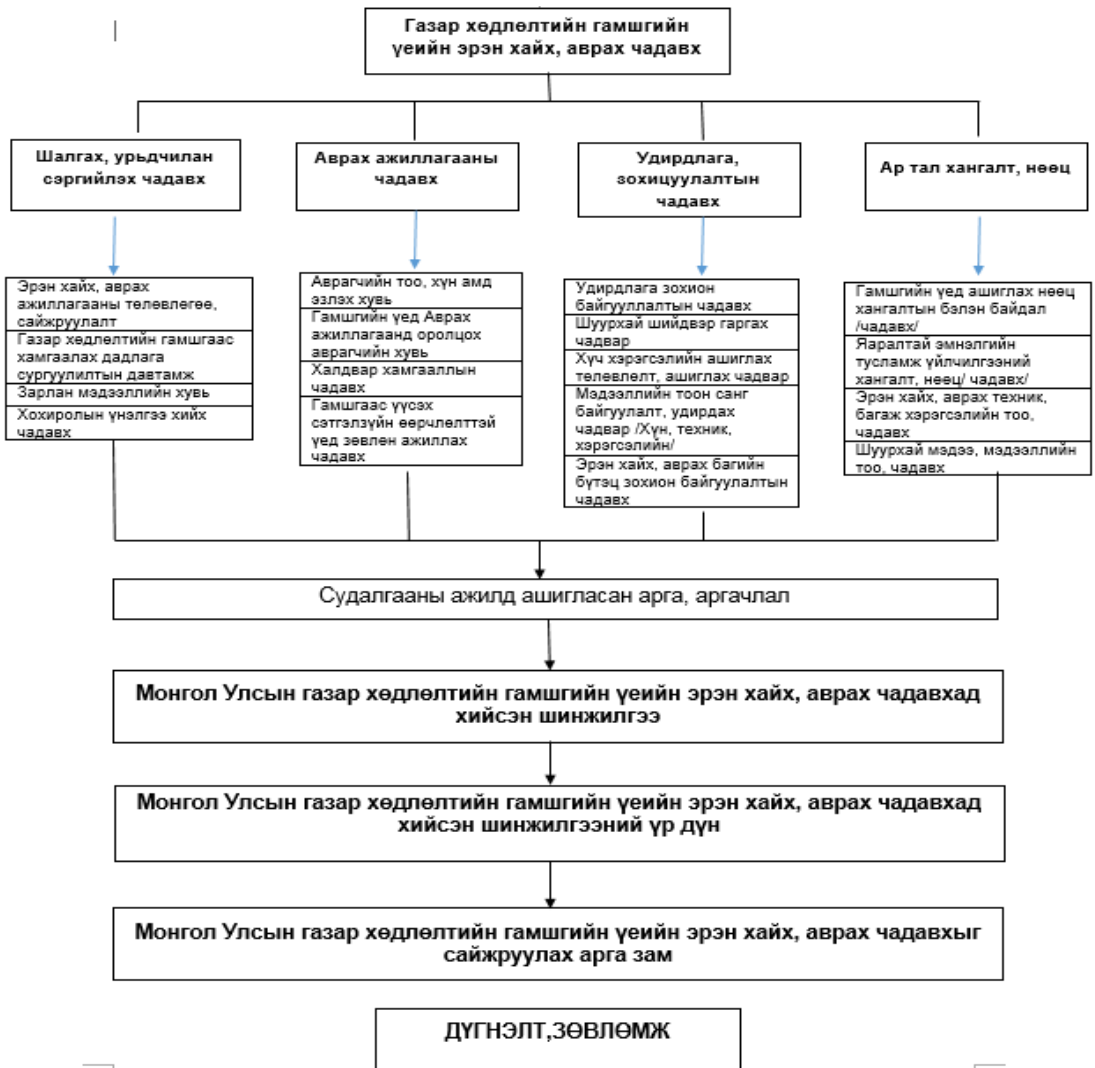 Газар хөдлөлтийн гамшгийн
үеийн эрэн хайх, аврах чадавх
Шалгах, урьдчилан
сэргийлэх чадавх
Аврах ажиллагааны
чадавх
Удирдлага,
зохицуулалтын
чадавх
Ар тал хангалт, нөөц
Эрэн хайх, аврах
ажиллагааны төлөвлөгөө,
сайжруулалт
Газар хөдлөлтийн гамшгаас
хамгаалах дадлага
сургуулилтын давтамж
Зарлан мэдээллийн хувь
Хохиролын үнэлгээ хийх
чадавх
Аврагчийн тоо, хүн амд
эзлэх хувь
Гамшгийн үед Аврах
ажиллагаанд оролцох
аврагчийн хувь
Халдвар хамгааллын
чадавх
Гамшгаас үүсэх
сэтгэлзүйн өөрчлөлттэй
үед зөвлөн ажиллах
чадавх
Удирдлага зохион
байгууллалтын чадавх
Шуурхай шийдвэр гаргах
чадвар
Хүч хэрэгсэлийн ашиглах
төлөвлөлт, ашиглах чадвар
Мэдээллийн тоон санг
байгуулалт, удирдах
чадвар /Хүн, техник,
хэрэгсэлийн/
Эрэн хайх, аврах багийн
бүтэц зохион байгуулалтын
чадавх
Гамшгийн үед ашиглах нөөц
хангалтын бэлэн байдал
/чадавх/
Яаралтай эмнэлгийн
тусламж үйлчилгээний
хангалт, нөөц/ чадавх/
Эрэн хайх, аврах техник,
багаж хэрэгсэлийн тоо,
чадавх
Шуурхай мэдээ, мэдээллийн
тоо, чадавх
Судалгааны ажилд ашигласан арга, аргачлал
Монгол Улсын газар хөдлөлтийн гамшгийн үеийн эрэн хайх, аврах чадавхад
хийсэн шинжилгээ
Монгол Улсын газар хөдлөлтийн гамшгийн үеийн эрэн хайх, аврах чадавхад
хийсэн шинжилгээний үр дүн
Монгол Улсын газар хөдлөлтийн гамшгийн үеийн эрэн хайх, аврах чадавхыг
сайжруулах арга зам
ДҮГНЭЛТ,ЗӨВЛӨМЖ